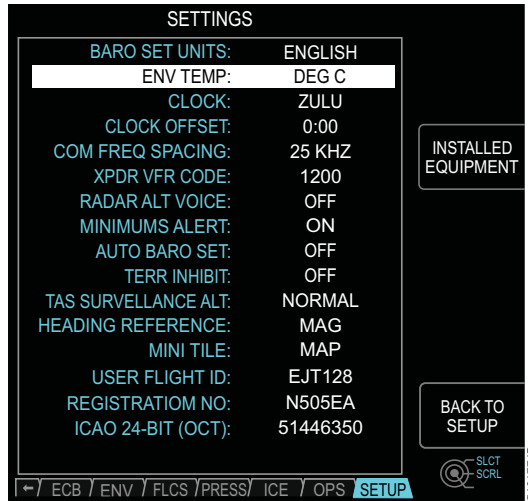 SETTINGS
BARO SET UNITS: ENGLISH
ENV TEMP: DEG C
CLOCK: ZULU
CLOCK OFFSET: 0:00
COM FREQ SPACING: 25 KHZ
XPDR VFR CODE: 1200
RADAR ALT VOICE: OFF
MINIMUMS ALERT: ON
AUTO BARO SET: OFF
TERR INHIBIT: OFF
TAS SURVELLANCE ALT: NORMAL
HEADING REFERENCE: MAG
MINI TILE: MAP
USER FLIGHT ID: EJT128
REGISTRATIOM NO: N505EA
ICAO 24-BIT (OCT): 51446350
INSTALLED
EQUIPMENT
BACK TO
SETUP
SLCT
SCRL
ECB ENV FLCS PRESS ICE OPS SETUP